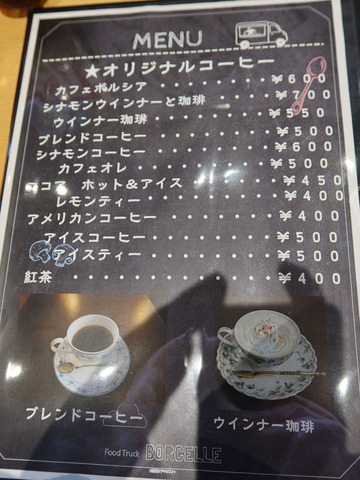 MENU
★オリジナルコーヒー
カフェボルシア・・・・・・・・・¥600
シナモンウインナーと珈琲・・・・・¥700
ウインナー珈琲・・・・・・・・・¥550
ブレンドコーヒー・・・・・・・・・¥500
シナモンコーヒー・・・・・・・・・¥600
カフェオレ・・・・・・・・・・・¥500
ココア ホット&アイス・・・・・・¥450
レモンティー・・・・・・・・・・¥400
アメリカンコーヒー・・・・・・・・¥400
アイスコーヒー・・・・・・・・・¥500
アイスティー・・・・・・・・・・¥500
紅茶・・・・・・・・・・・・・・¥400
ブレンドコーヒー
ウインナー珈琲
Food Truck BORCELLE